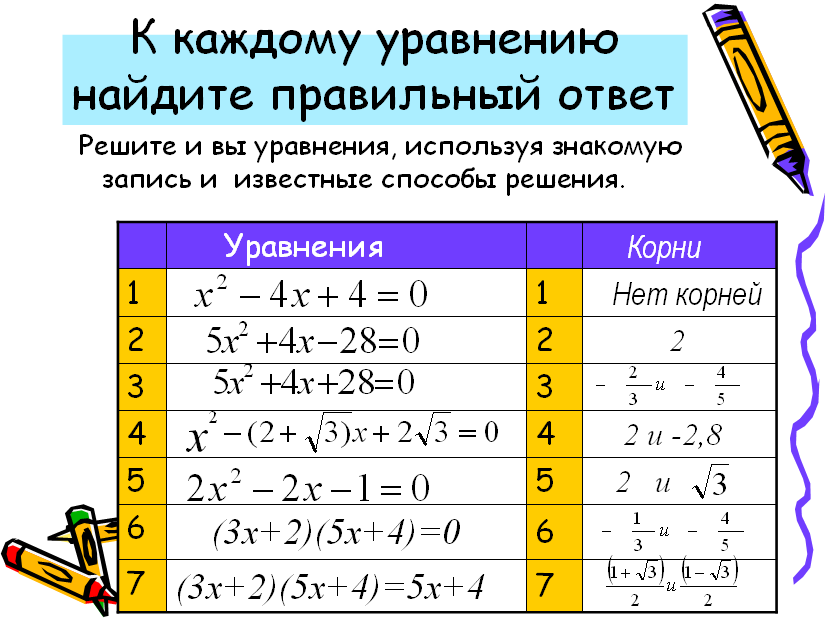 К каждому уравнению
найдите правильный ответ
Решите и вы уравнения, используя знакомую
запись и известные способы решения.
Уравнения Корни
1 x² − 4x + 4 = 0 1 Нет корней
2 5x² +4x−28=0 2 2
3 5x² +4x+28=0 3 − 2/3 и − 4/5
4 x² − (2 + √3)x + 2√3 = 0 4 2 и -2,8
5 2x² − 2x − 1 = 0 5 2 и √3
6 (3x+2)(5x+4)=0 6 − 1/3 и − 4/5
7 (3x+2)(5x+4)=5x+4 7 (1+√3)/2 и (1−√3)/2